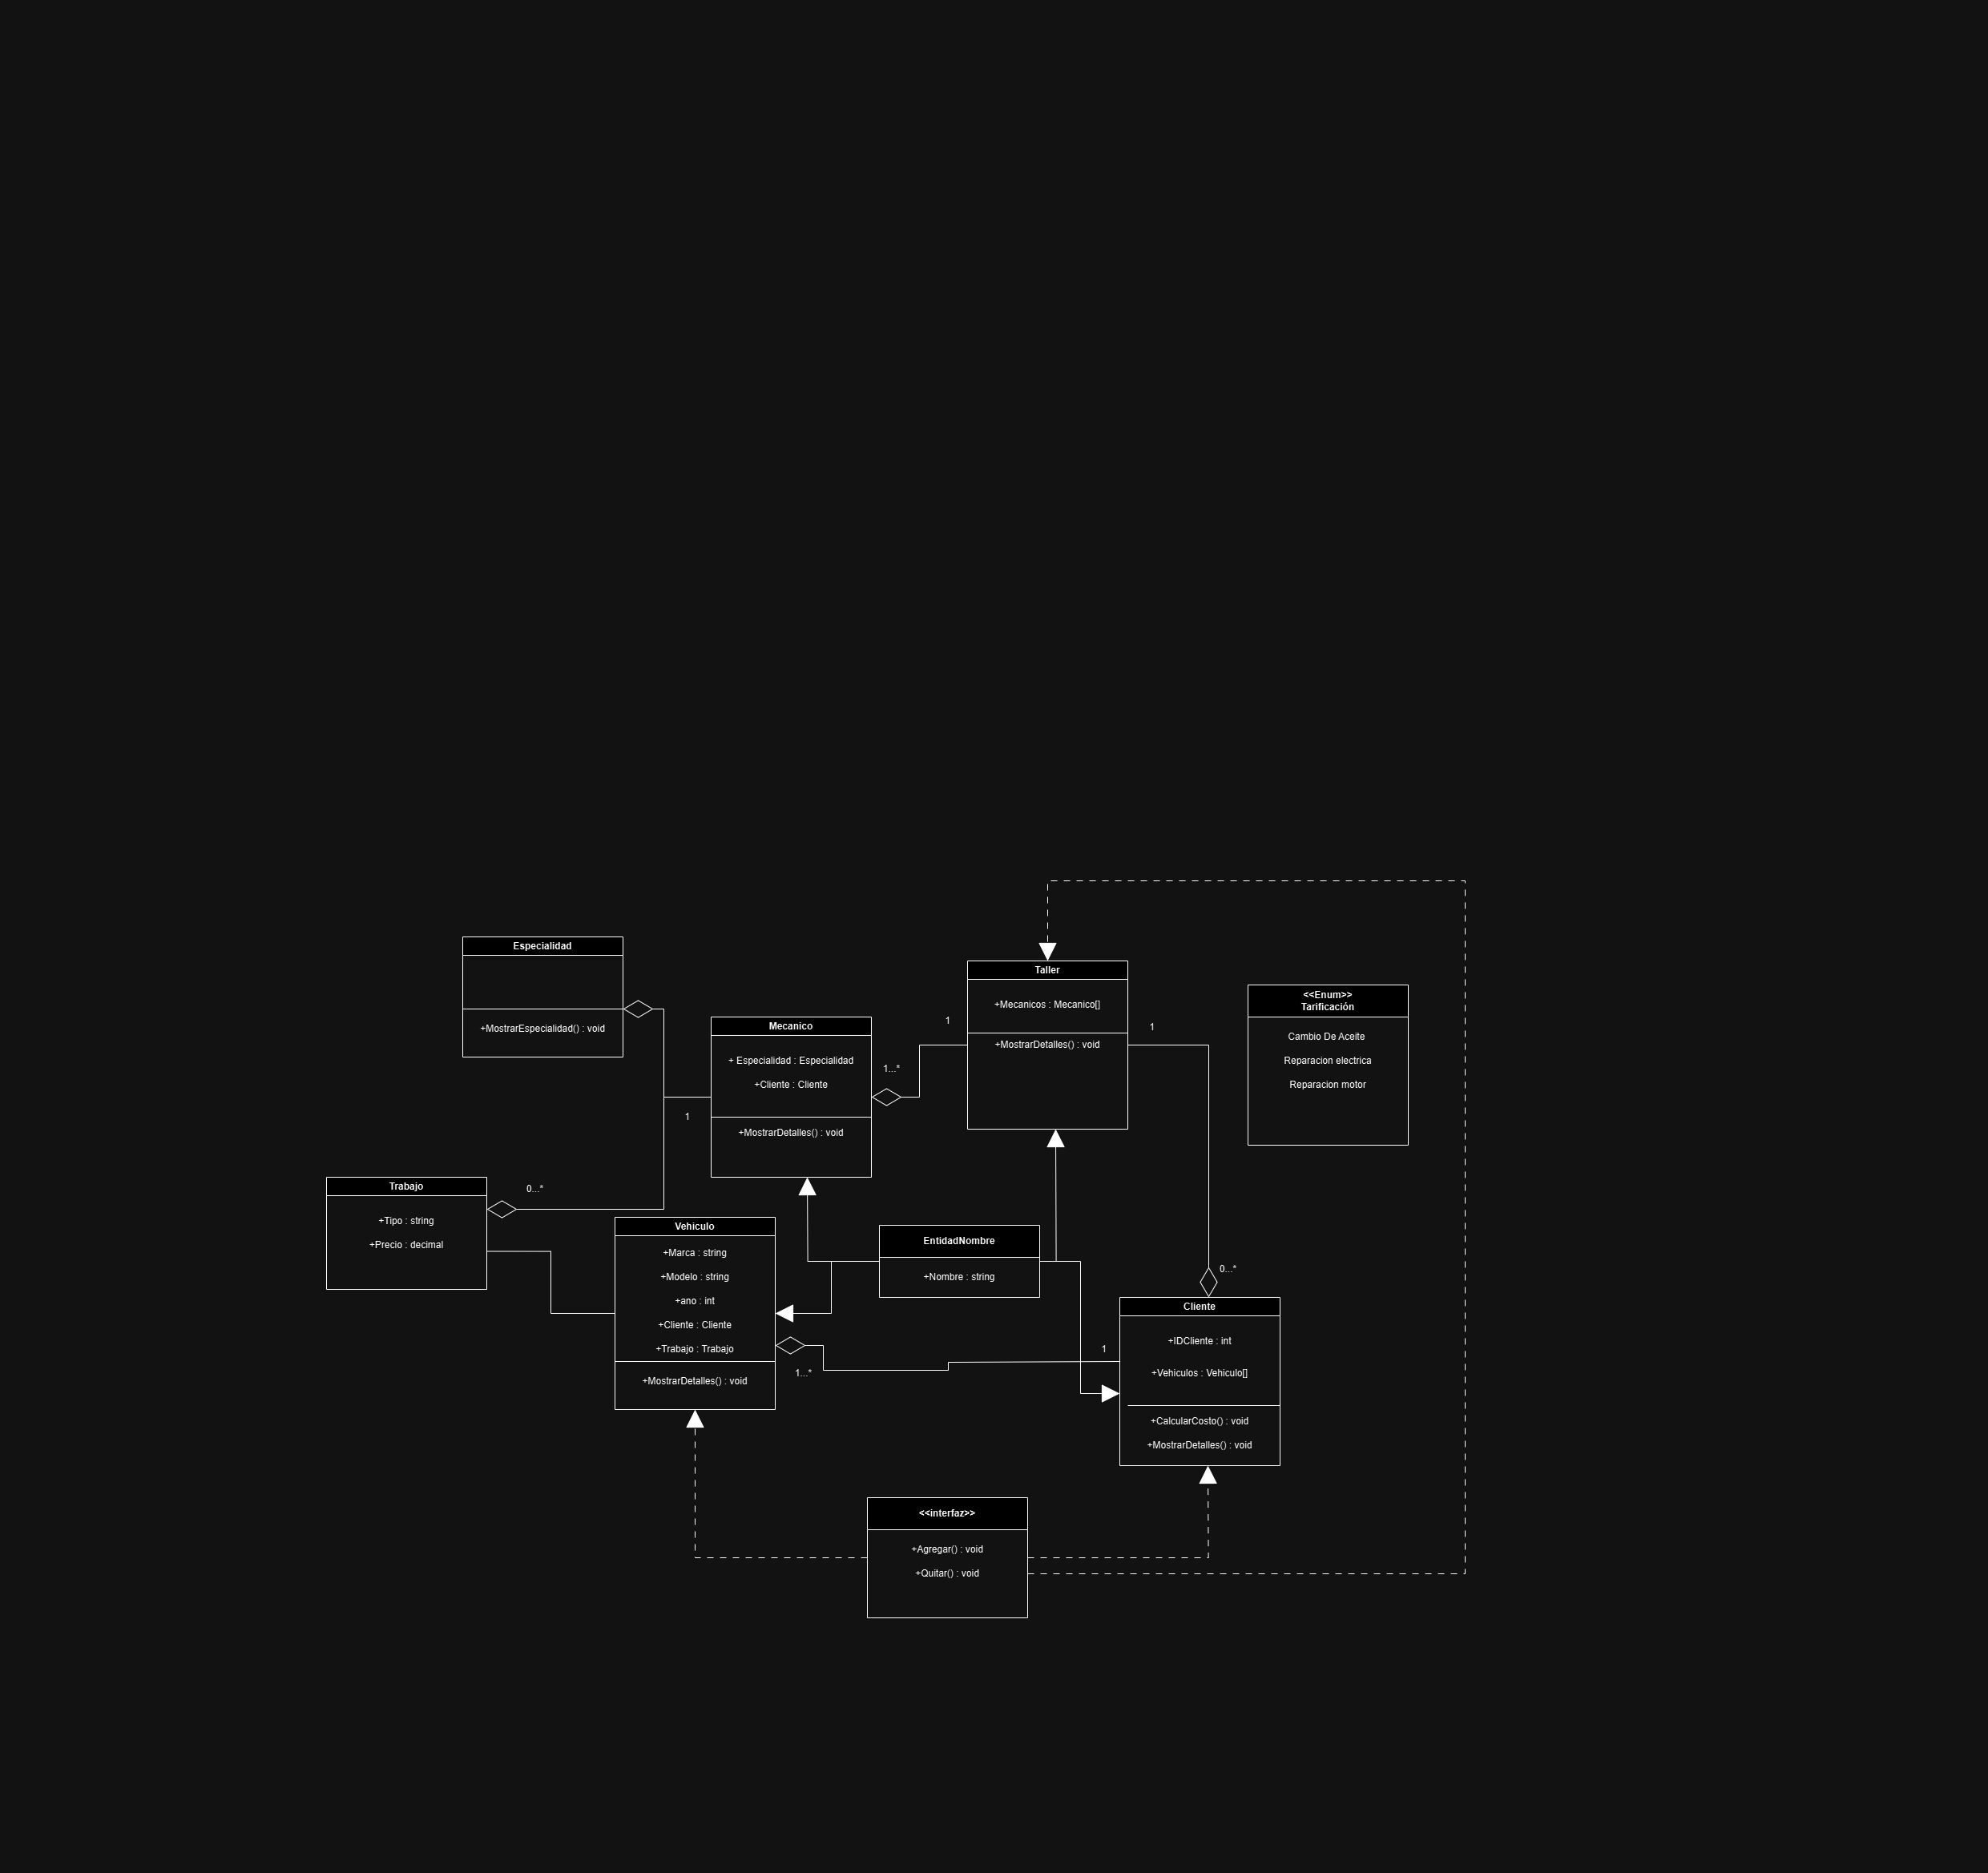 Especialidad
+MostrarEspecialidad() : void
Mecanico
+ Especialidad : Especialidad
+Cliente : Cliente
+MostrarDetalles() : void
1...*
1
1
Taller
+Mecanicos : Mecanico[]
+MostrarDetalles() : void
1
<<Enum>>
Tarificación
Cambio De Aceite
Reparacion electrica
Reparacion motor
Trabajo
+Tipo : string
+Precio : decimal
0...*
Vehiculo
+Marca : string
+Modelo : string
+ano : int
+Cliente : Cliente
+Trabajo : Trabajo
+MostrarDetalles() : void
1...*
EntidadNombre
+Nombre : string
0...*
1
Cliente
+IDCliente : int
+Vehiculos : Vehiculo[]
+CalcularCosto() : void
+MostrarDetalles() : void
<<interfaz>>
+Agregar() : void
+Quitar() : void